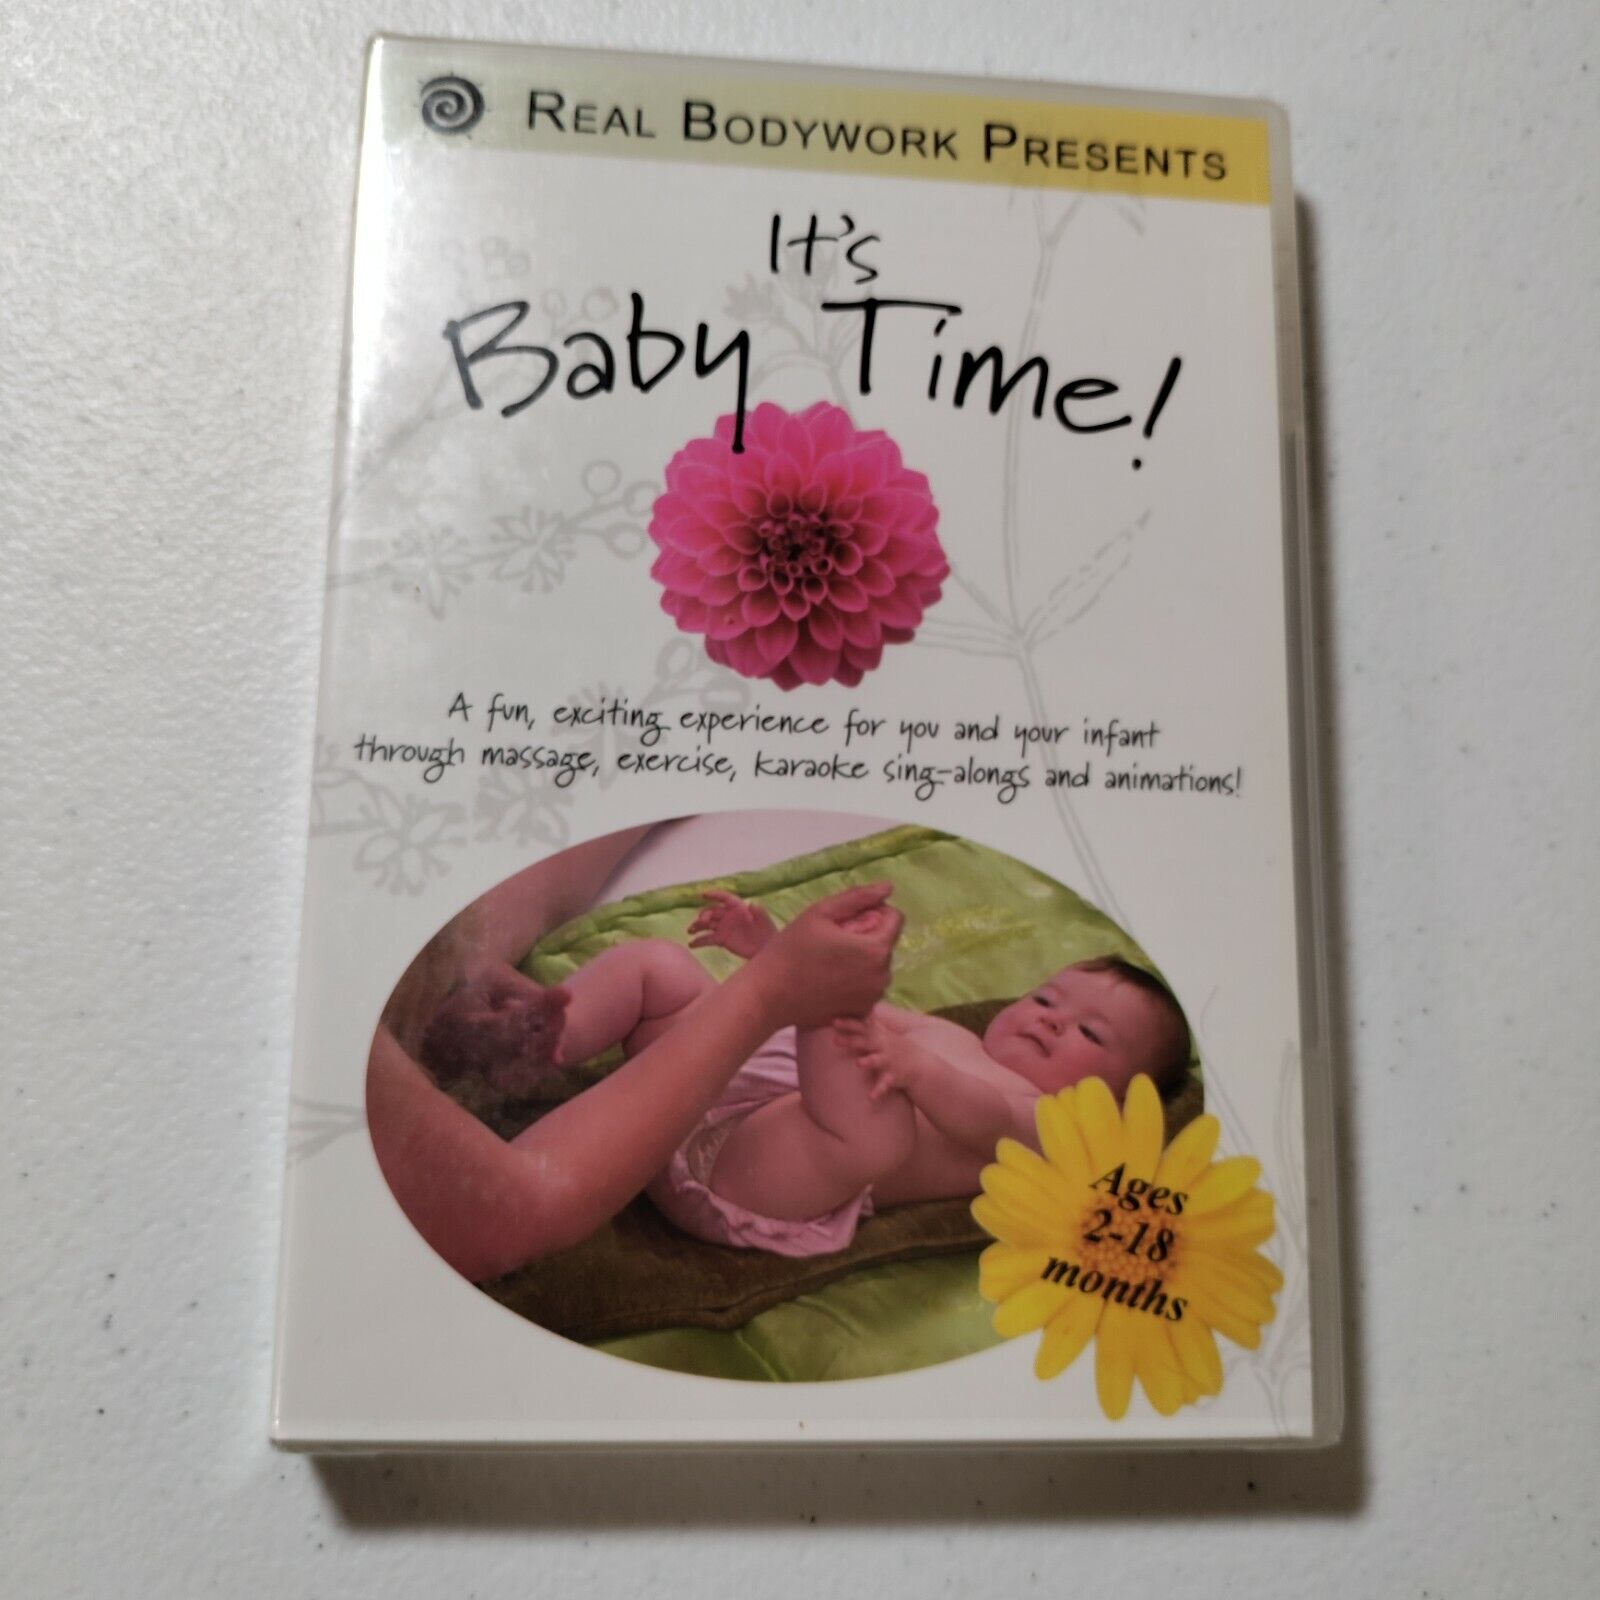 REAL BODYWORK PRESENTS
It's
Baby Time!
A fun, exciting experience for you and your infant
through massage, exercise, karaoke sing-alongs and animations!
Ages
2-18
months